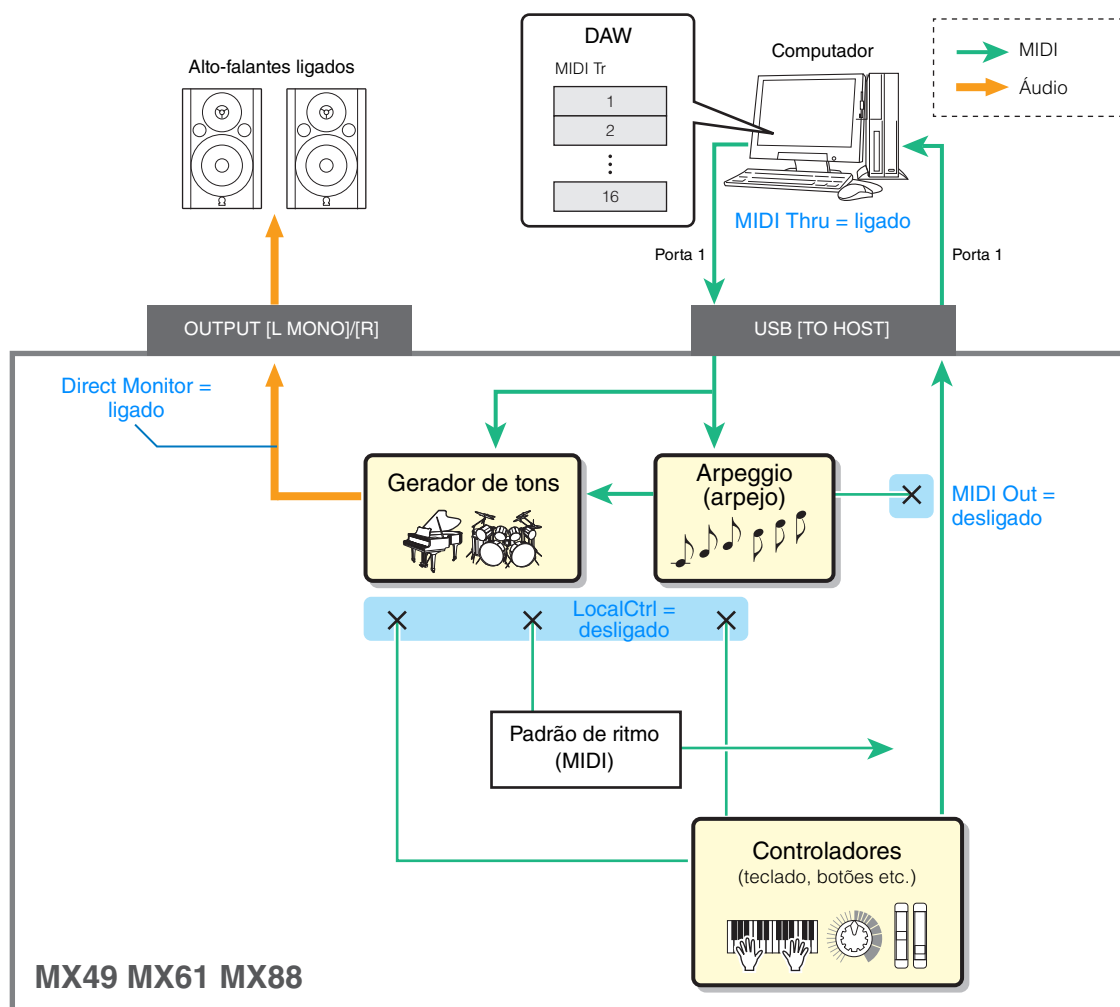 DAW
MIDI Tr
1
2
16
Computador
MIDI
Áudio
Alto-falantes ligados
MIDI Thru = ligado
Porta 1
Porta 1
OUTPUT [L MONO]/[R]
USB [TO HOST]
Direct Monitor =
ligado
Gerador de tons
Arpeggio
(arpejo)
MIDI Out =
desligado
LocalCtrl =
desligado
Padrão de ritmo
(MIDI)
Controladores
(teclado, botões etc.)
MX49 MX61 MX88